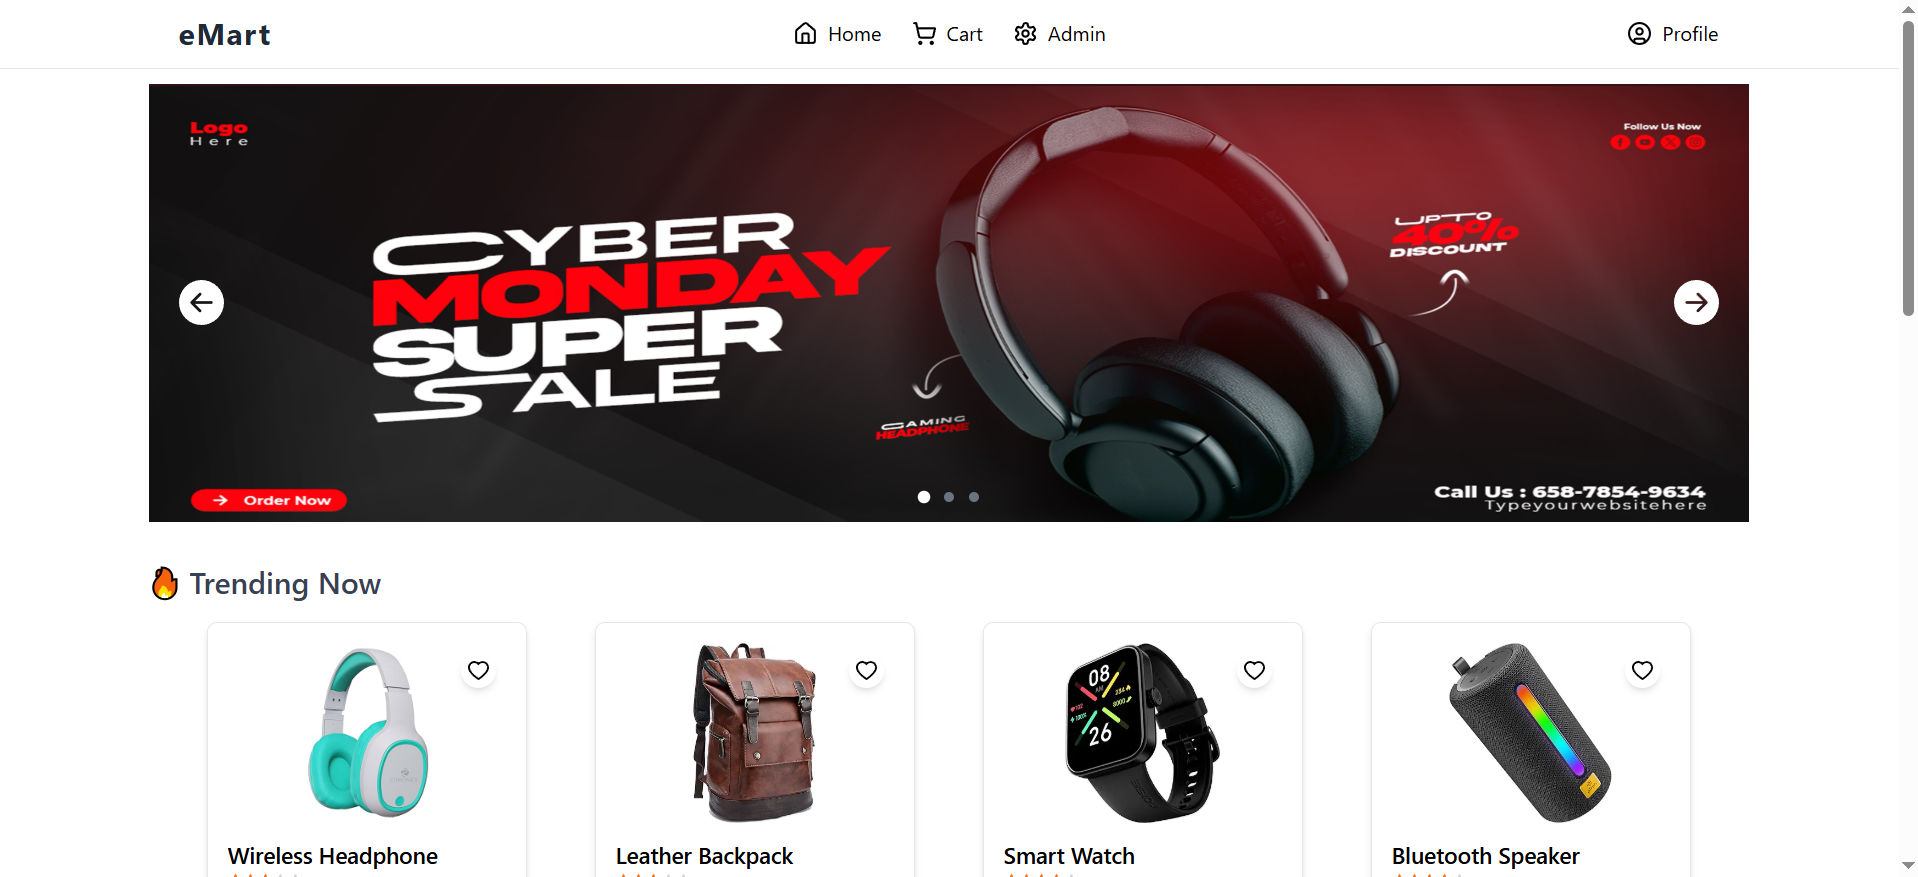 eMart
Home
Cart
Admin
Profile
Logo
Here
Follow Us Now
CYBER
MONDAY
SUPER
SALE
UPTO
40%
DISCOUNT
GAMING
HEADPHONE
Order Now
Call Us : 658-7854-9634
Typeyourwebsitehere
Trending Now
08
AM
26
Wireless Headphone
Leather Backpack
Smart Watch
Bluetooth Speaker